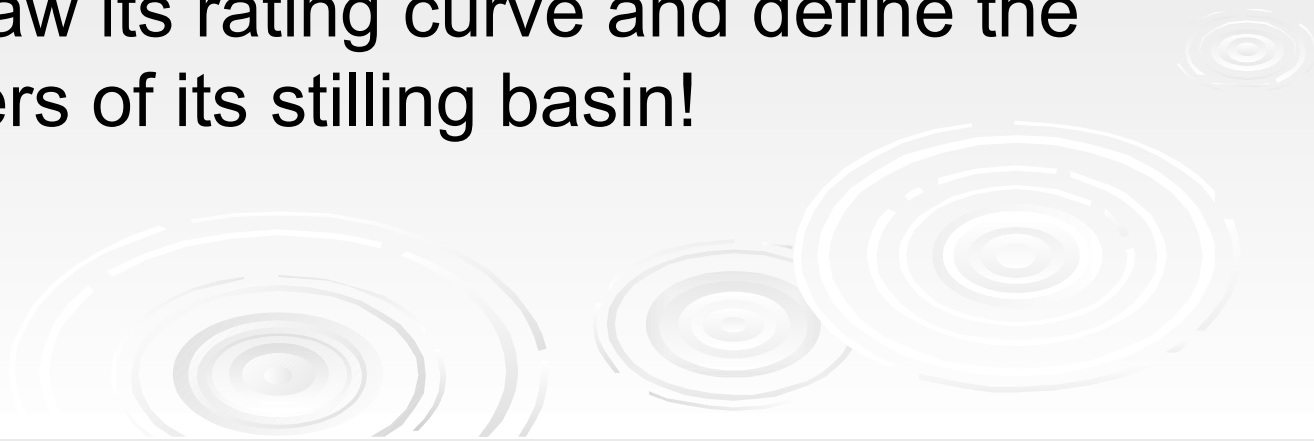 aw its rating curve and define the
ers of its stilling basin!